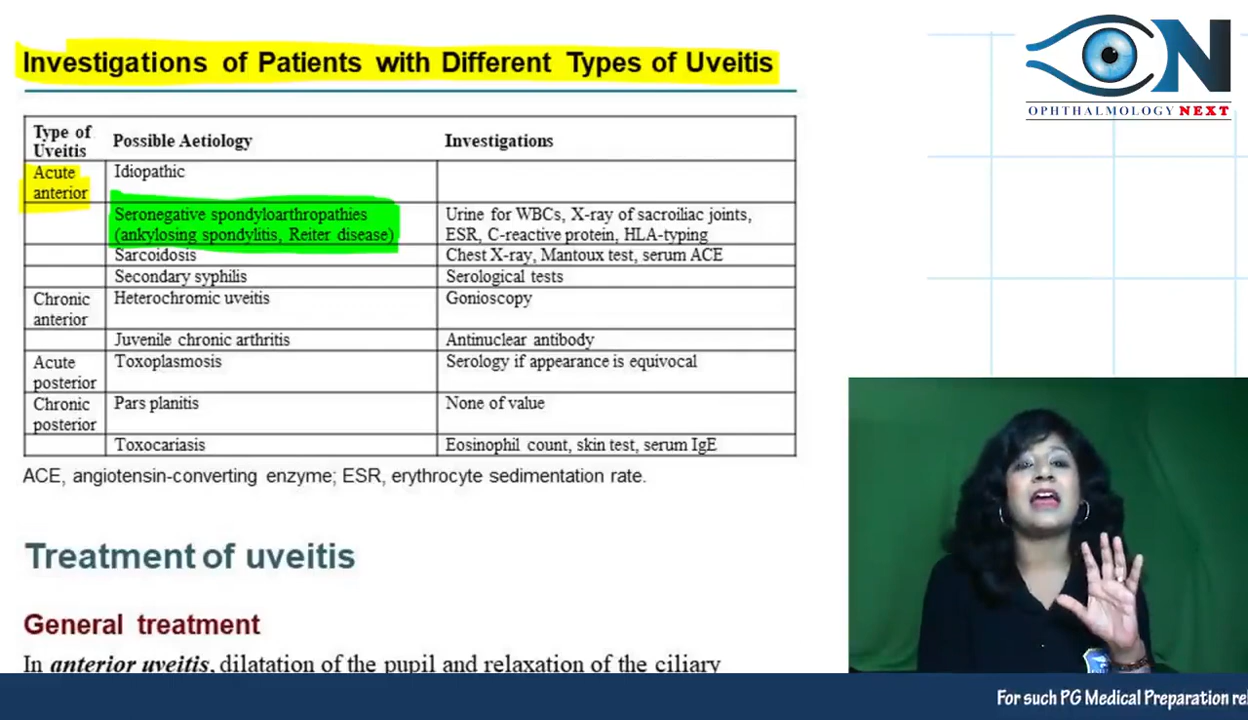 Investigations of Patients with Different Types of Uveitis
ON
OPHTHALMOLOGY NEXT
Type of Uveitis Possible Aetiology Investigations
Acute anterior Idiopathic
Seronegative spondyloarthropathies Urine for WBCs, X-ray of sacroiliac joints,
(ankylosing spondylitis, Reiter disease) ESR, C-reactive protein, HLA-typing
Sarcoidosis Chest X-ray, Mantoux test, serum ACE
Secondary syphilis Serological tests
Chronic anterior Heterochromic uveitis Gonioscopy
Juvenile chronic arthritis Antinuclear antibody
Acute posterior Toxoplasmosis Serology if appearance is equivocal
Chronic posterior Pars planitis None of value
Toxocariasis Eosinophil count, skin test, serum IgE
ACE, angiotensin-converting enzyme; ESR, erythrocyte sedimentation rate.
Treatment of uveitis
General treatment
In anterior uveitis, dilatation of the pupil and relaxation of the ciliary
For such PG Medical Preparation rel